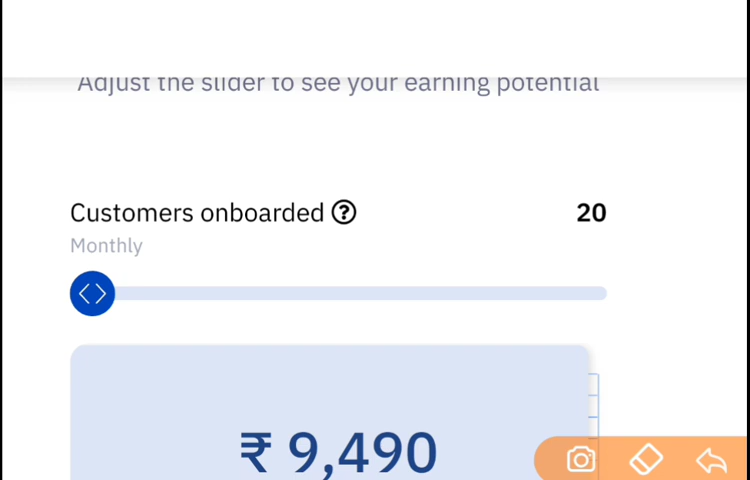 Adjust the slider to see your earning potential
Customers onboarded ?
20
Monthly
₹ 9,490